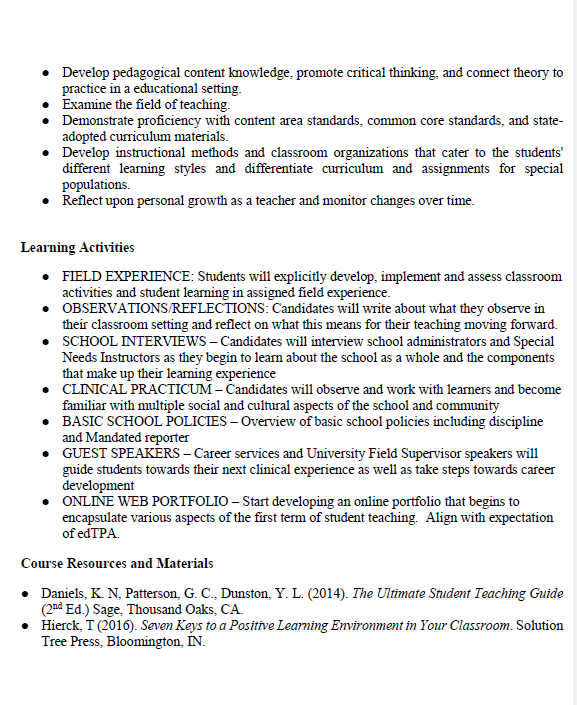 ● Develop pedagogical content knowledge, promote critical thinking, and connect theory to
practice in a educational setting.
● Examine the field of teaching.
● Demonstrate proficiency with content area standards, common core standards, and state-
adopted curriculum materials.
● Develop instructional methods and classroom organizations that cater to the students'
different learning styles and differentiate curriculum and assignments for special
populations.
● Reflect upon personal growth as a teacher and monitor changes over time.
Learning Activities
● FIELD EXPERIENCE: Students will explicitly develop, implement and assess classroom
activities and student learning in assigned field experience.
● OBSERVATIONS/REFLECTIONS: Candidates will write about what they observe in
their classroom setting and reflect on what this means for their teaching moving forward.
● SCHOOL INTERVIEWS – Candidates will interview school administrators and Special
Needs Instructors as they begin to learn about the school as a whole and the components
that make up their learning experience
● CLINICAL PRACTICUM – Candidates will observe and work with learners and become
familiar with multiple social and cultural aspects of the school and community
● BASIC SCHOOL POLICIES – Overview of basic school policies including discipline
and Mandated reporter
● GUEST SPEAKERS – Career services and University Field Supervisor speakers will
guide students towards their next clinical experience as well as take steps towards career
development
● ONLINE WEB PORTFOLIO – Start developing an online portfolio that begins to
encapsulate various aspects of the first term of student teaching.  Align with expectation
of edTPA.
Course Resources and Materials
● Daniels, K. N, Patterson, G. C., Dunston, Y. L. (2014). The Ultimate Student Teaching Guide
(2nd Ed.) Sage, Thousand Oaks, CA.
● Hierck, T (2016). Seven Keys to a Positive Learning Environment in Your Classroom. Solution
Tree Press, Bloomington, IN.